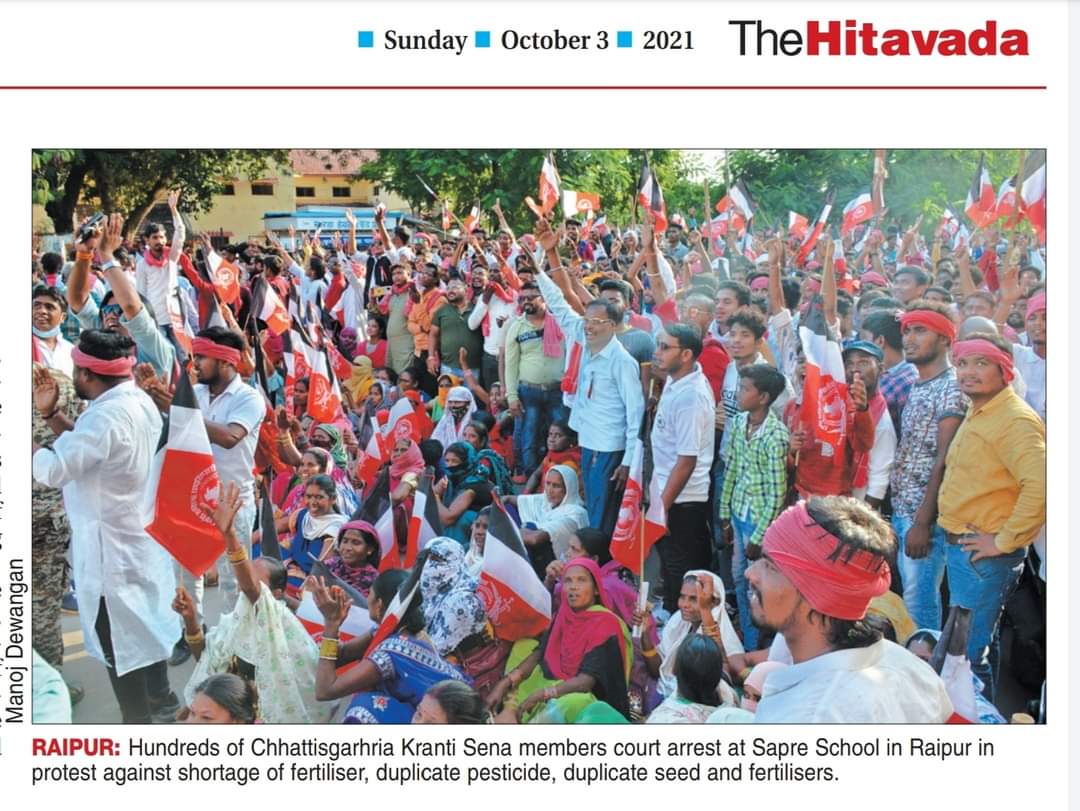 ■ Sunday ■ October 3 ■ 2021 TheHitavada
Manoj Dewangan
RAIPUR: Hundreds of Chhattisgarhria Kranti Sena members court arrest at Sapre School in Raipur in
protest against shortage of fertiliser, duplicate pesticide, duplicate seed and fertilisers.